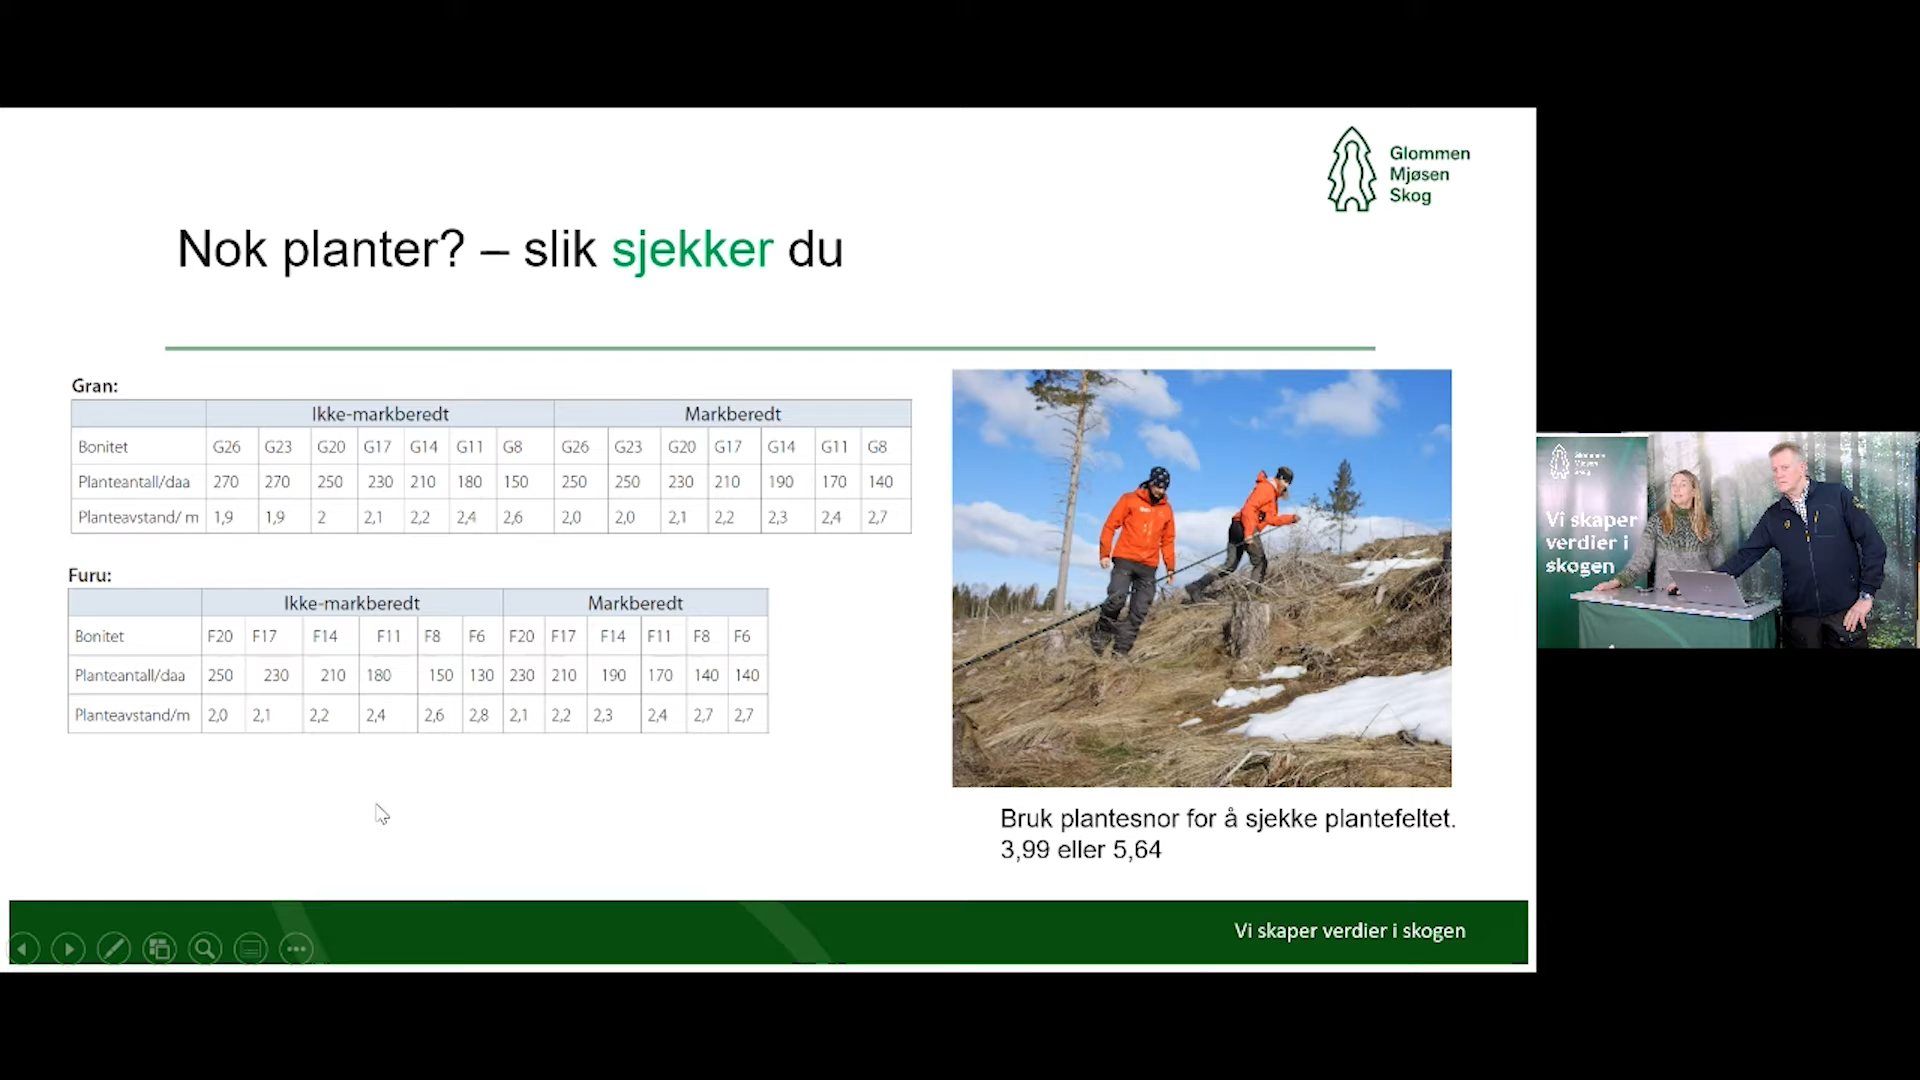 Glommen
Mjøsen
Skog
Nok planter? – slik sjekker du
Gran:
Ikke-markberedt Markberedt
Bonitet G26 G23 G20 G17 G14 G11 G8 G26 G23 G20 G17 G14 G11 G8
Planteantall/daa 270 270 250 230 210 180 150 250 250 230 210 190 170 140
Planteavstand/ m 1,9 1,9 2 2,1 2,2 2,4 2,6 2,0 2,0 2,1 2,2 2,3 2,4 2,7
Furu:
Ikke-markberedt Markberedt
Bonitet F20 F17 F14 F11 F8 F6 F20 F17 F14 F11 F8 F6
Planteantall/daa 250 230 210 180 150 130 230 210 190 170 140 140
Planteavstand/m 2,0 2,1 2,2 2,4 2,6 2,8 2,1 2,2 2,3 2,4 2,7 2,7
Bruk plantesnor for å sjekke plantefeltet.
3,99 eller 5,64
Vi skaper verdier i skogen
Vi skaper
verdier i
skogen